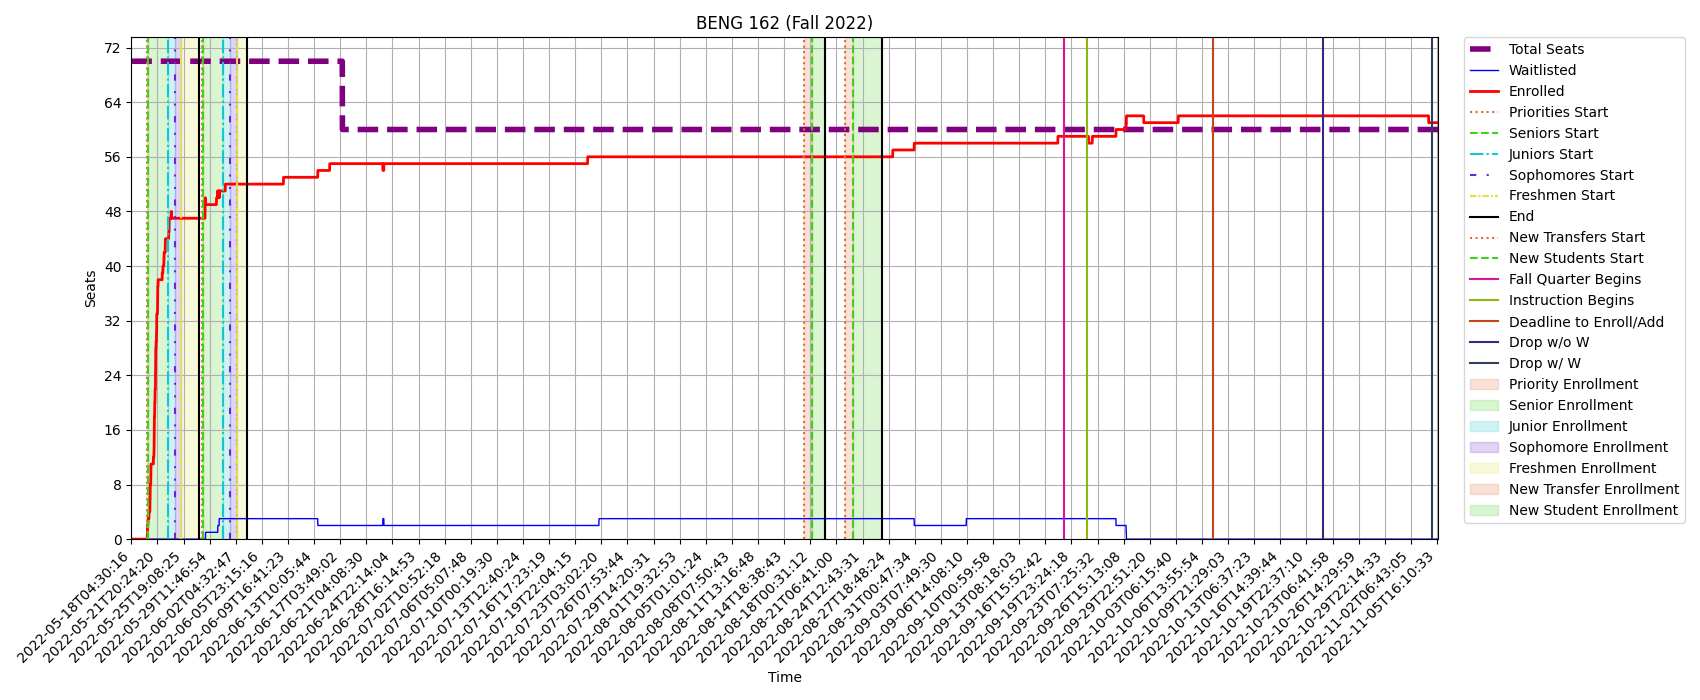 BENG 162 (Fall 2022)
72
64
56
48
40
32
24
16
8
0
Seats
2022-05-18T04:30:16
2022-05-21T20:24:20
2022-05-25T19:08:25
2022-05-29T11:46:54
2022-06-02T04:32:47
2022-06-05T23:15:16
2022-06-09T16:41:23
2022-06-13T10:05:44
2022-06-17T03:49:02
2022-06-21T04:08:30
2022-06-24T22:14:04
2022-06-28T16:14:53
2022-07-02T10:52:18
2022-07-06T05:07:48
2022-07-10T00:19:30
2022-07-13T12:40:24
2022-07-16T17:23:19
2022-07-19T22:04:15
2022-07-23T03:02:20
2022-07-26T07:53:44
2022-07-29T14:20:31
2022-08-01T19:32:53
2022-08-05T01:01:24
2022-08-08T07:50:43
2022-08-11T13:16:48
2022-08-14T18:38:43
2022-08-18T00:31:12
2022-08-21T06:41:00
2022-08-24T12:43:31
2022-08-27T18:48:24
2022-08-31T00:47:34
2022-09-03T07:49:30
2022-09-06T14:08:10
2022-09-10T00:59:58
2022-09-13T08:18:03
2022-09-16T15:52:42
2022-09-19T23:24:18
2022-09-23T07:25:32
2022-09-26T15:13:08
2022-09-29T22:51:20
2022-10-03T06:15:40
2022-10-06T13:55:54
2022-10-09T21:29:03
2022-10-13T06:37:23
2022-10-16T14:39:44
2022-10-19T22:37:10
2022-10-23T06:41:58
2022-10-26T14:29:59
2022-10-29T22:14:33
2022-11-02T06:43:05
2022-11-05T16:10:33
Time
Total Seats
Waitlisted
Enrolled
Priorities Start
Seniors Start
Juniors Start
Sophomores Start
Freshmen Start
End
New Transfers Start
New Students Start
Fall Quarter Begins
Instruction Begins
Deadline to Enroll/Add
Drop w/o W
Drop w/ W
Priority Enrollment
Senior Enrollment
Junior Enrollment
Sophomore Enrollment
Freshmen Enrollment
New Transfer Enrollment
New Student Enrollment